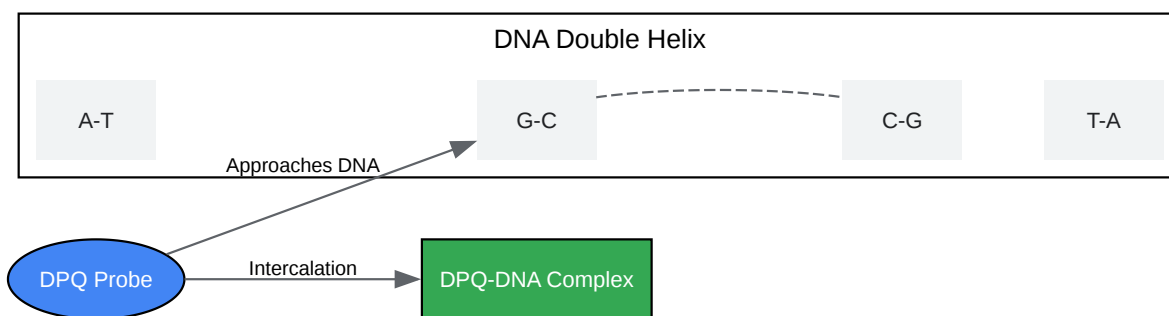 DNA Double Helix
A-T
G-C
C-G
T-A
Approaches DNA
DPQ Probe
Intercalation
DPQ-DNA Complex